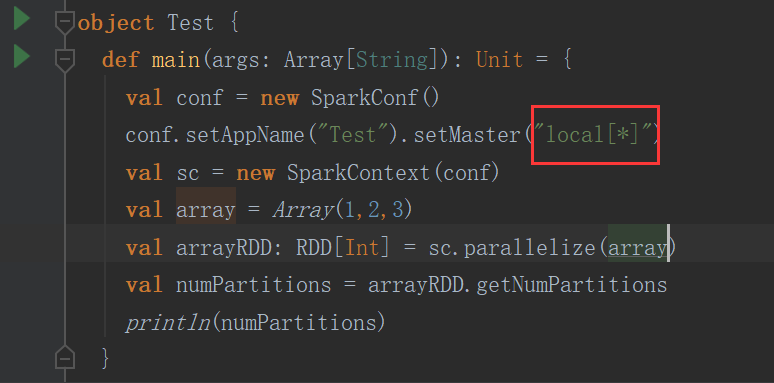 object Test {
def main(args: Array[String]): Unit = {
val conf = new SparkConf()
conf.setAppName("Test").setMaster("local[*]")
val sc = new SparkContext(conf)
val array = Array(1,2,3)
val arrayRDD: RDD[Int] = sc.parallelize(array)
val numPartitions = arrayRDD.getNumPartitions
println(numPartitions)
}